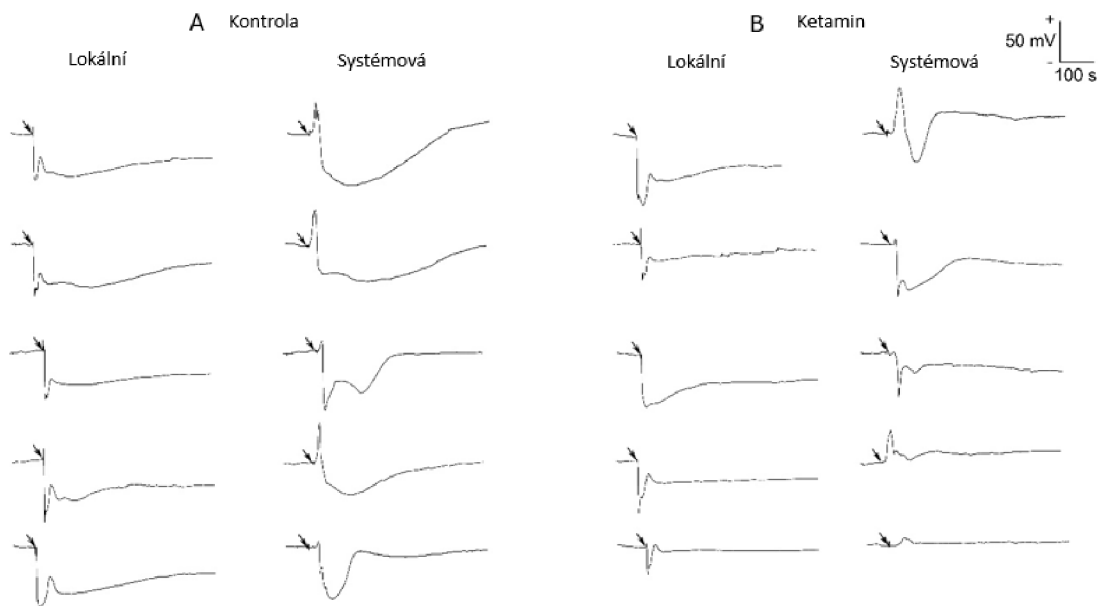 A Kontrola
Lokální
Systémová
B Ketamin
Lokální
Systémová
+
50 mV
-
100 s